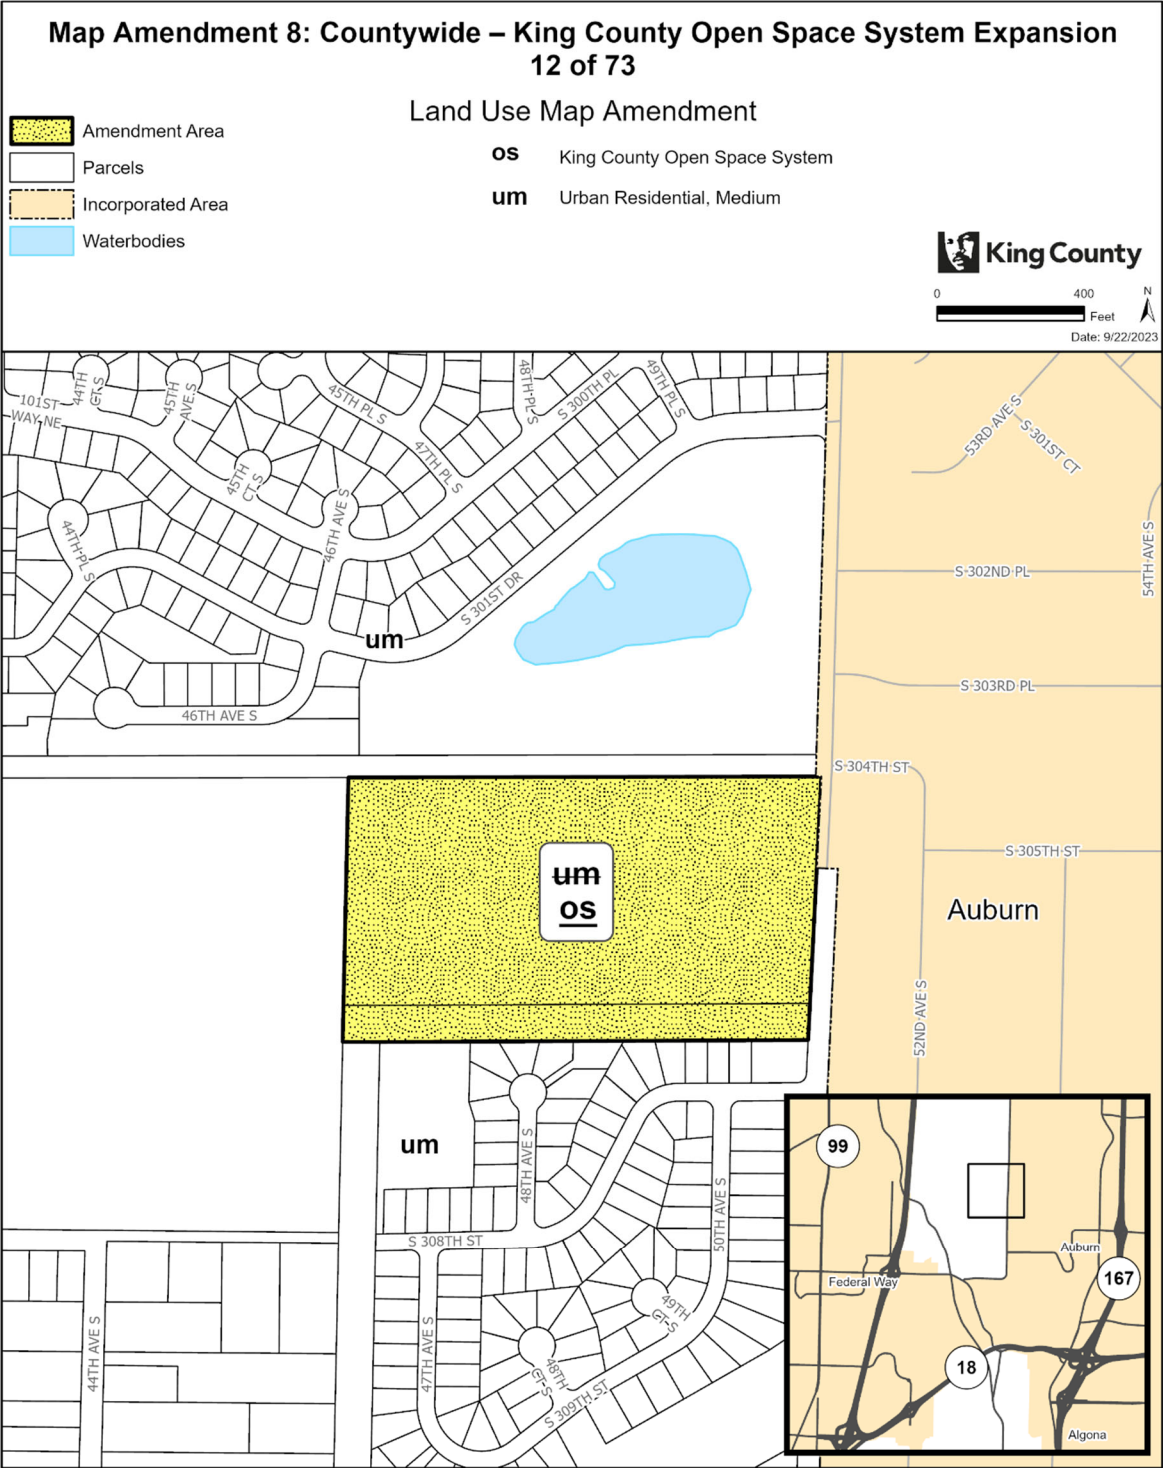 Map Amendment 8: Countywide – King County Open Space System Expansion
12 of 73
Land Use Map Amendment
Amendment Area
Parcels
Incorporated Area
Waterbodies
os King County Open Space System
um Urban Residential, Medium
King County
0 400
Feet
N
Date: 9/22/2023
101ST
WAY NE
44TH
CT S
45TH
AVE S
45TH PL S
48TH PL S
S 300TH PL
49TH PL S
47TH PL S
45TH
CT S
46TH AVE S
44TH PL S
S 301ST DR
um
46TH AVE S
53RD AVE S
S 301ST CT
54TH AVE S
S 302ND PL
S 303RD PL
S 304TH ST
S 305TH ST
um
os
Auburn
52ND AVE S
um
48TH AVE S
50TH AVE S
S 308TH ST
49TH
CT S
44TH AVE S
47TH AVE S
48TH
CT S
S 309TH ST
99
Auburn
Federal Way
167
18
Algona